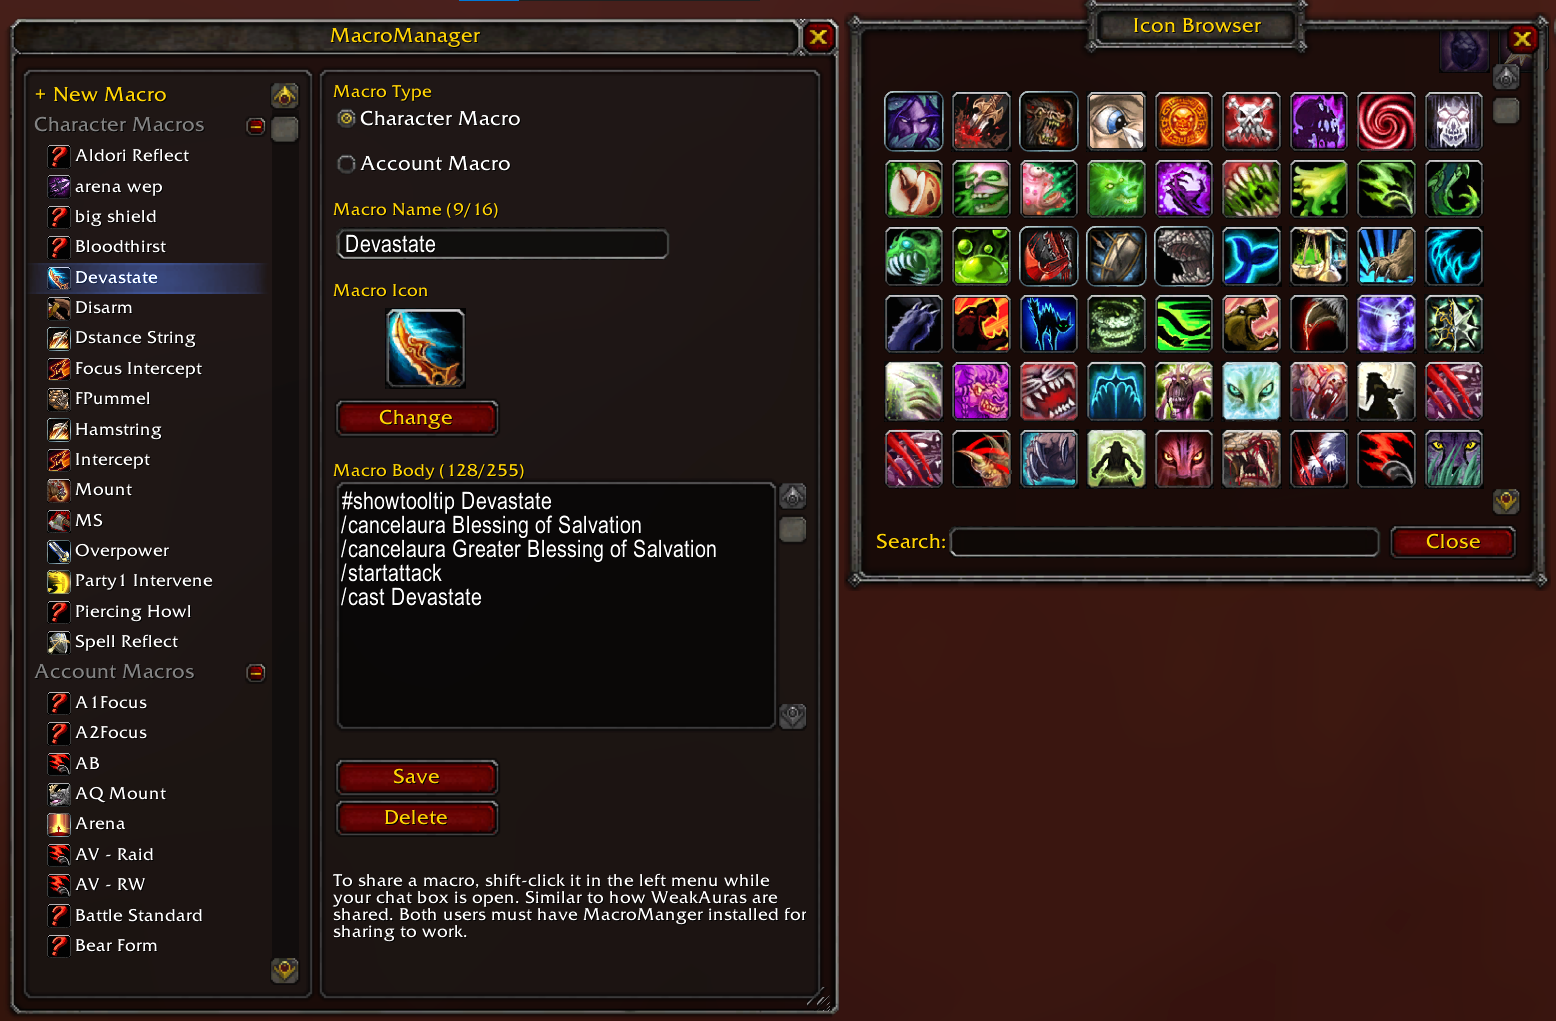 MacroManager
+ New Macro
Character Macros
Aldori Reflect
arena wep
big shield
Bloodthirst
Devastate
Disarm
Dstance String
Focus Intercept
FPummel
Hamstring
Intercept
Mount
MS
Overpower
Party1 Intervene
Piercing Howl
Spell Reflect
Account Macros
A1Focus
A2Focus
AB
AQ Mount
Arena
AV - Raid
AV - RW
Battle Standard
Bear Form
Macro Type
Character Macro
Account Macro
Macro Name (9/16)
Devastate
Macro Icon
Change
Macro Body (128/255)
#showtooltip Devastate
/cancelaura Blessing of Salvation
/cancelaura Greater Blessing of Salvation
/startattack
/cast Devastate
Save
Delete
To share a macro, shift-click it in the left menu while
your chat box is open. Similar to how WeakAuras are
shared. Both users must have MacroManger installed for
sharing to work.
Icon Browser
Search:
Close